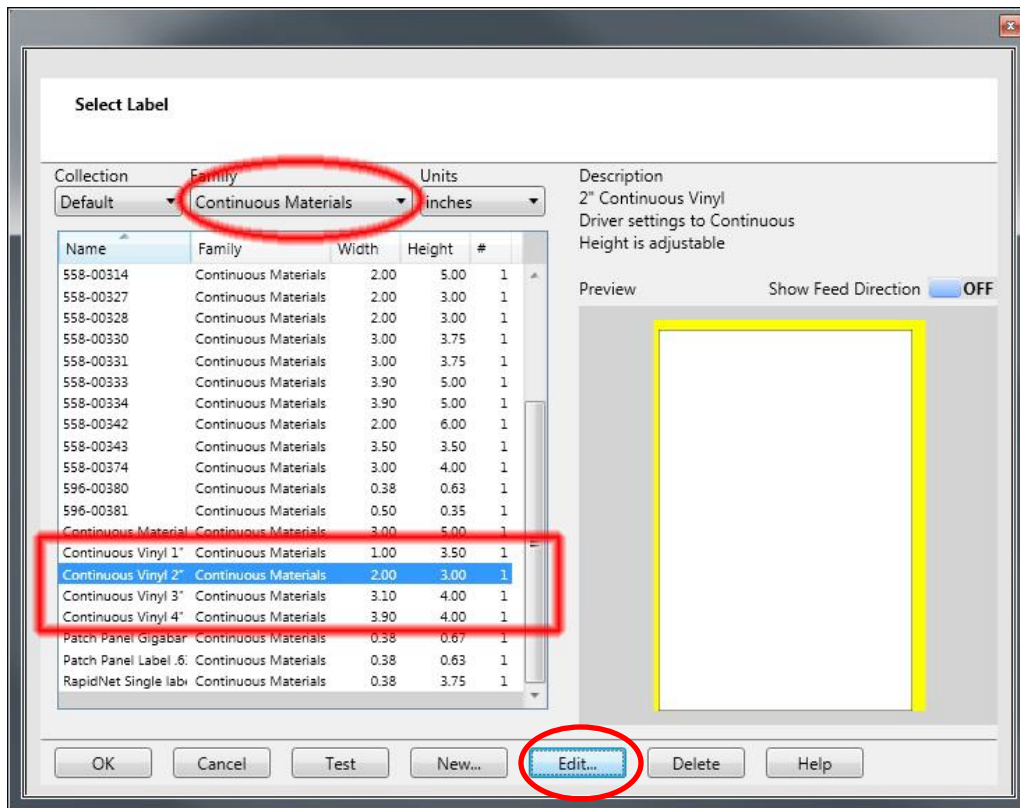 Select Label
Collection Family Units
Default Continuous Materials inches
Name Family Width Height #
558-00314 Continuous Materials 2.00 5.00 1
558-00327 Continuous Materials 2.00 3.00 1
558-00328 Continuous Materials 2.00 3.00 1
558-00330 Continuous Materials 3.00 3.75 1
558-00331 Continuous Materials 3.00 3.75 1
558-00333 Continuous Materials 3.90 5.00 1
558-00334 Continuous Materials 3.90 5.00 1
558-00342 Continuous Materials 2.00 6.00 1
558-00343 Continuous Materials 3.50 3.50 1
558-00374 Continuous Materials 3.00 4.00 1
596-00380 Continuous Materials 0.38 0.63 1
596-00381 Continuous Materials 0.50 0.35 1
Continuous Material Continuous Materials 3.00 5.00 1
Continuous Vinyl 1" Continuous Materials 1.00 3.50 1
Continuous Vinyl 2" Continuous Materials 2.00 3.00 1
Continuous Vinyl 3" Continuous Materials 3.10 4.00 1
Continuous Vinyl 4" Continuous Materials 3.90 4.00 1
Patch Panel Gigabar Continuous Materials 0.38 0.67 1
Patch Panel Label .6 Continuous Materials 0.38 0.63 1
RapidNet Single lab Continuous Materials 0.38 3.75 1
Description
2" Continuous Vinyl
Driver settings to Continuous
Height is adjustable
Preview Show Feed Direction OFF
OK Cancel Test New... Edit... Delete Help